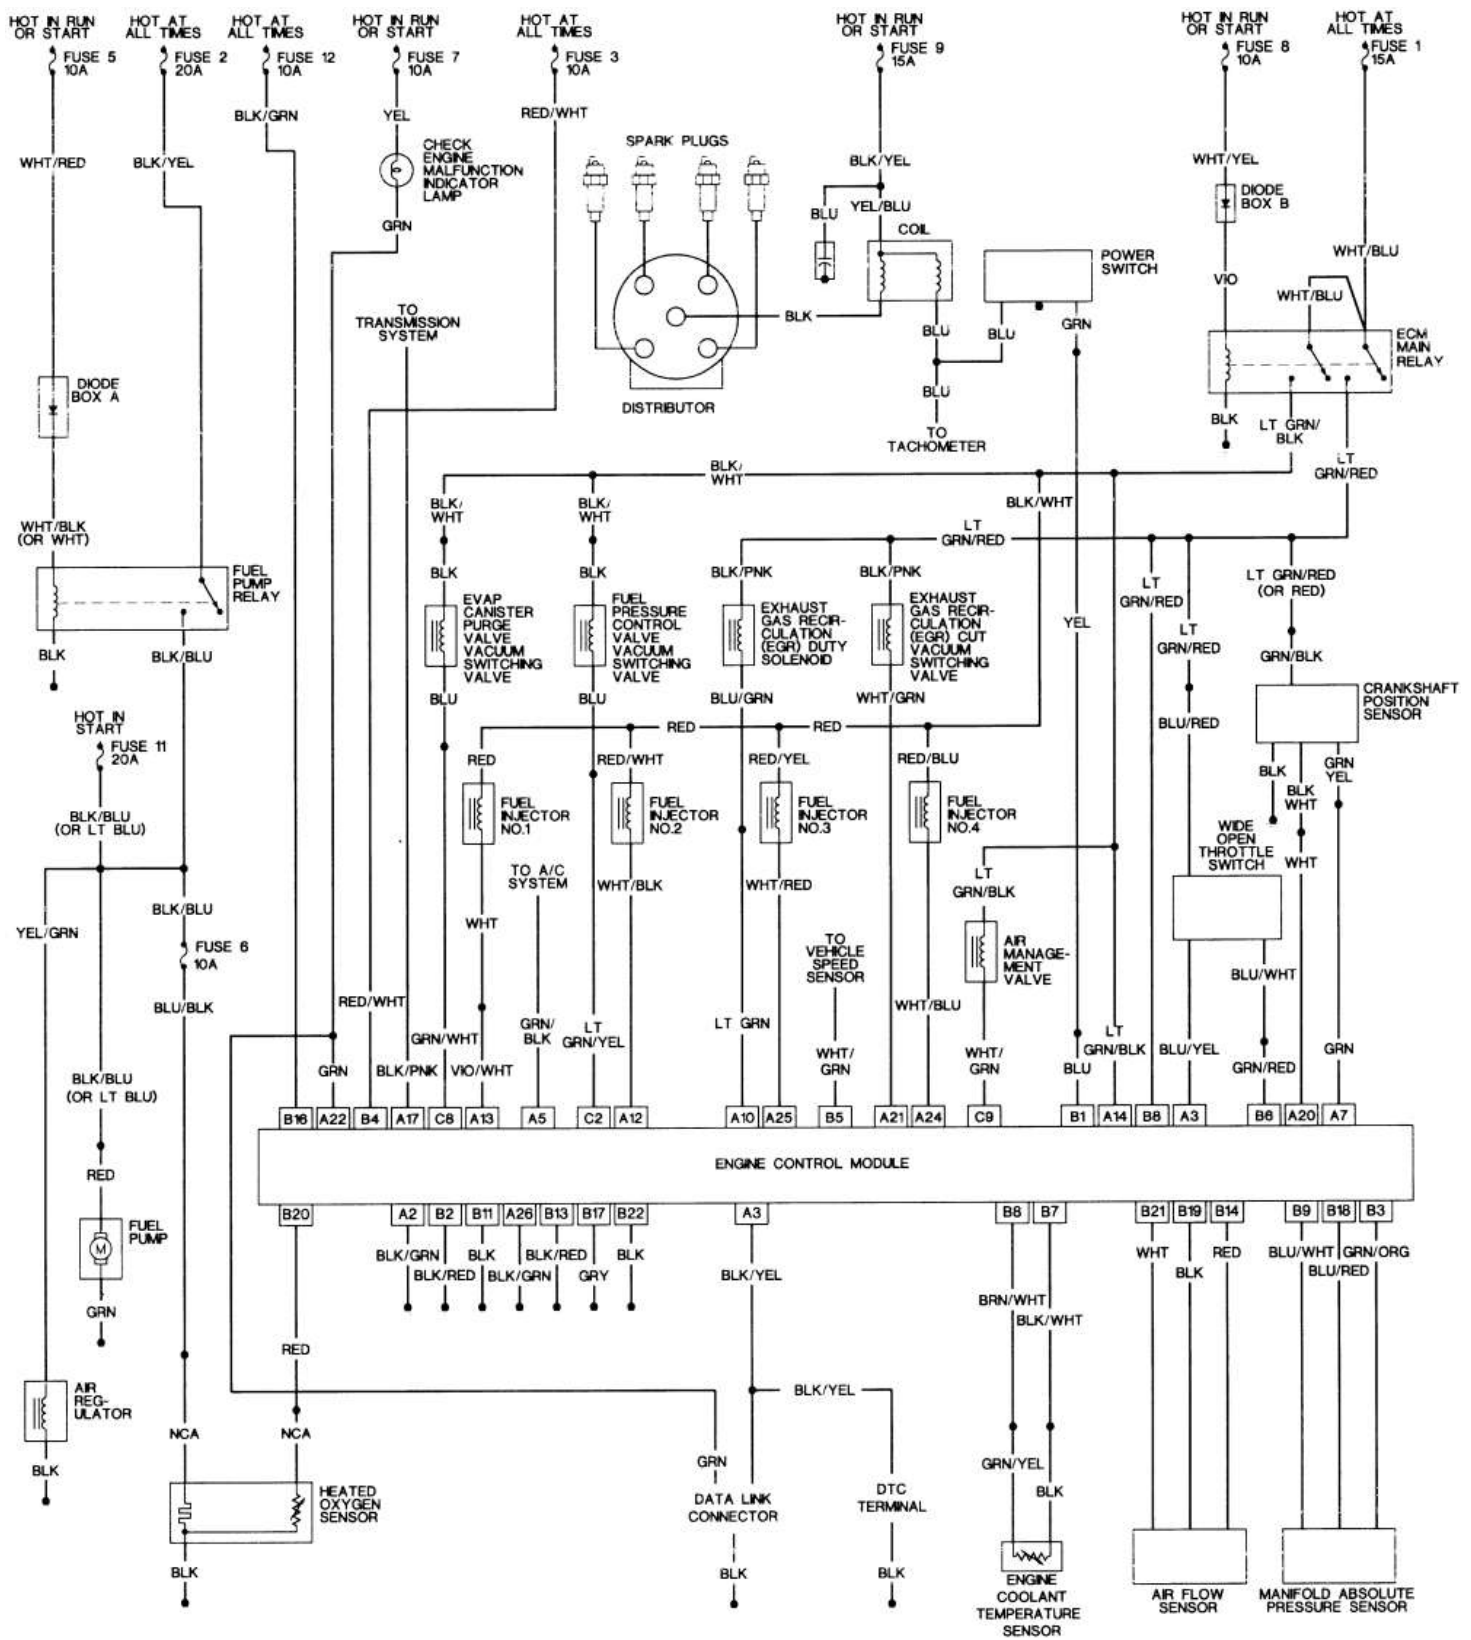 HOT IN RUN
OR START
FUSE 5
10A
HOT AT
ALL TIMES
FUSE 2
20A
HOT AT
ALL TIMES
FUSE 12
10A
HOT IN RUN
OR START
FUSE 7
10A
HOT AT
ALL TIMES
FUSE 3
10A
HOT IN RUN
OR START
FUSE 9
15A
HOT IN RUN
OR START
FUSE 8
10A
HOT AT
ALL TIMES
FUSE 1
15A
BLK/GRN
YEL
RED/WHT
WHT/RED
BLK/YEL
CHECK
ENGINE
MALFUNCTION
INDICATOR
LAMP
SPARK PLUGS
BLK/YEL
WHT/YEL
DIODE
BOX B
GRN
BLU
YEL/BLU
COIL
POWER
SWITCH
WHT/BLU
VIO
WHT/BLU
TO
TRANSMISSION
SYSTEM
BLK
BLU
BLU
GRN
ECM
MAIN
RELAY
DIODE
BOX A
DISTRIBUTOR
BLU
TO
TACHOMETER
BLK
LT GRN/
BLK
LT
GRN/RED
BLK/
WHT
BLK/
WHT
BLK/
WHT
BLK/WHT
WHT/BLK
(OR WHT)
LT
GRN/RED
FUEL
PUMP
RELAY
BLK
BLK
BLK/PNK
BLK/PNK
LT
GRN/RED
LT GRN/RED
(OR RED)
EVAP
CANISTER
PURGE
VALVE
VACUUM
SWITCHING
VALVE
FUEL
PRESSURE
CONTROL
VALVE
VACUUM
SWITCHING
VALVE
EXHAUST
GAS RECIR-
CULATION
(EGR) DUTY
SOLENOID
EXHAUST
GAS RECIR-
CULATION
(EGR) CUT
VACUUM
SWITCHING
VALVE
YEL
LT
GRN/RED
GRN/BLK
BLK
BLK/BLU
BLU
BLU
BLU/GRN
WHT/GRN
CRANKSHAFT
POSITION
SENSOR
HOT IN
START
FUSE 11
20A
RED
RED
BLU/RED
RED
RED/WHT
RED/YEL
RED/BLU
BLK
BLK
WHT
GRN
YEL
BLK/BLU
(OR LT BLU)
FUEL
INJECTOR
NO.1
FUEL
INJECTOR
NO.2
FUEL
INJECTOR
NO.3
FUEL
INJECTOR
NO.4
WIDE
OPEN
THROTTLE
SWITCH
WHT
TO A/C
SYSTEM
WHT/BLK
WHT/RED
LT
GRN/BLK
BLK/BLU
YEL/GRN
WHT
TO
VEHICLE
SPEED
SENSOR
AIR
MANAGE-
MENT
VALVE
FUSE 6
10A
BLU/WHT
BLU/BLK
RED/WHT
WHT/BLU
GRN/WHT
GRN/
BLK
LT
GRN/YEL
LT GRN
LT
GRN/BLK
BLU/YEL
GRN
GRN
BLK/PNK
VIO/WHT
WHT/
GRN
WHT/
GRN
BLU
GRN/RED
BLK/BLU
(OR LT BLU)
B16 A22 B4 A17 C8 A13 A5 C2 A12 A10 A25 B5 A21 A24 C9 B1 A14 B8 A3 B6 A20 A7
ENGINE CONTROL MODULE
RED
B20 A2 B2 B11 A26 B13 B17 B22 A3 B8 B7 B21 B19 B14 B9 B18 B3
FUEL
PUMP
M
BLK/GRN
BLK/RED
BLK
BLK/GRN
BLK/RED
GRY
BLK
BLK/YEL
WHT
BLK
RED
BLU/WHT
BLU/RED
GRN/ORG
GRN
BRN/WHT
BLK/WHT
RED
AIR
REG-
ULATOR
BLK/YEL
NCA
NCA
BLK
GRN
GRN/YEL
BLK
HEATED
OXYGEN
SENSOR
DATA LINK
CONNECTOR
DTC
TERMINAL
BLK
BLK
BLK
ENGINE
COOLANT
TEMPERATURE
SENSOR
AIR FLOW
SENSOR
MANIFOLD ABSOLUTE
PRESSURE SENSOR